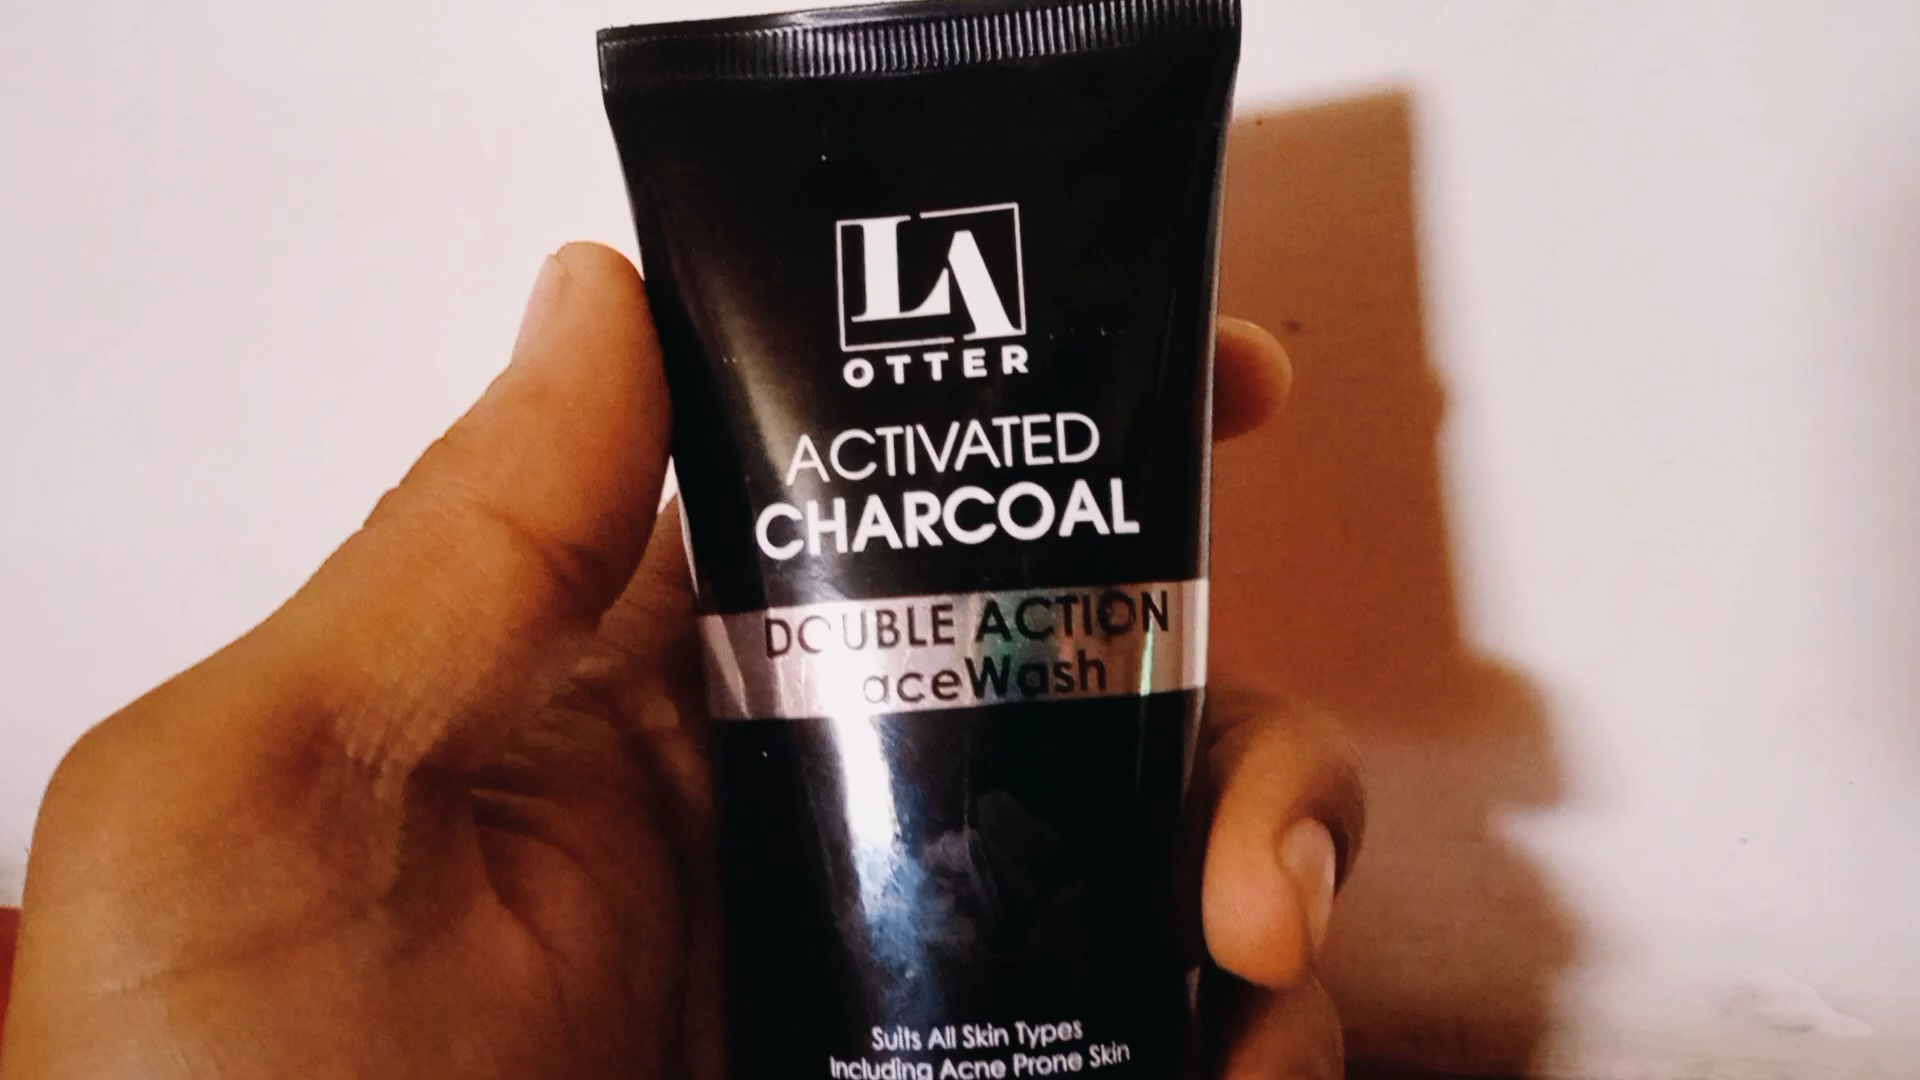 LA
OTTER
ACTIVATED
CHARCOAL
DOUBLE ACTION
aceWash
Suits All Skin Types
Including Acne Prone Skin